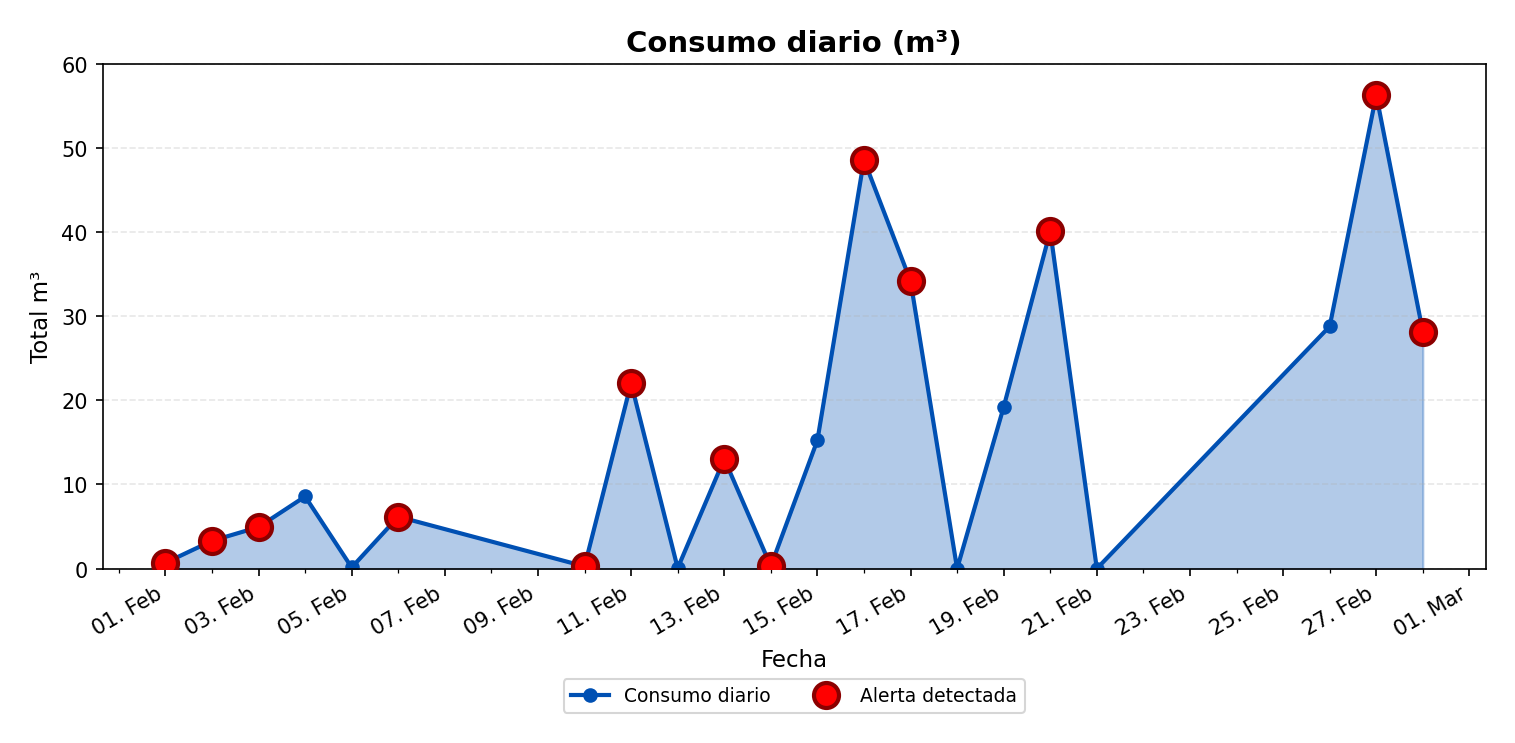 Consumo diario (m³)
60
50
40
30
20
10
0
Total m³
01. Feb
03. Feb
05. Feb
07. Feb
09. Feb
11. Feb
13. Feb
15. Feb
17. Feb
19. Feb
21. Feb
23. Feb
25. Feb
27. Feb
01. Mar
Fecha
Consumo diario
Alerta detectada